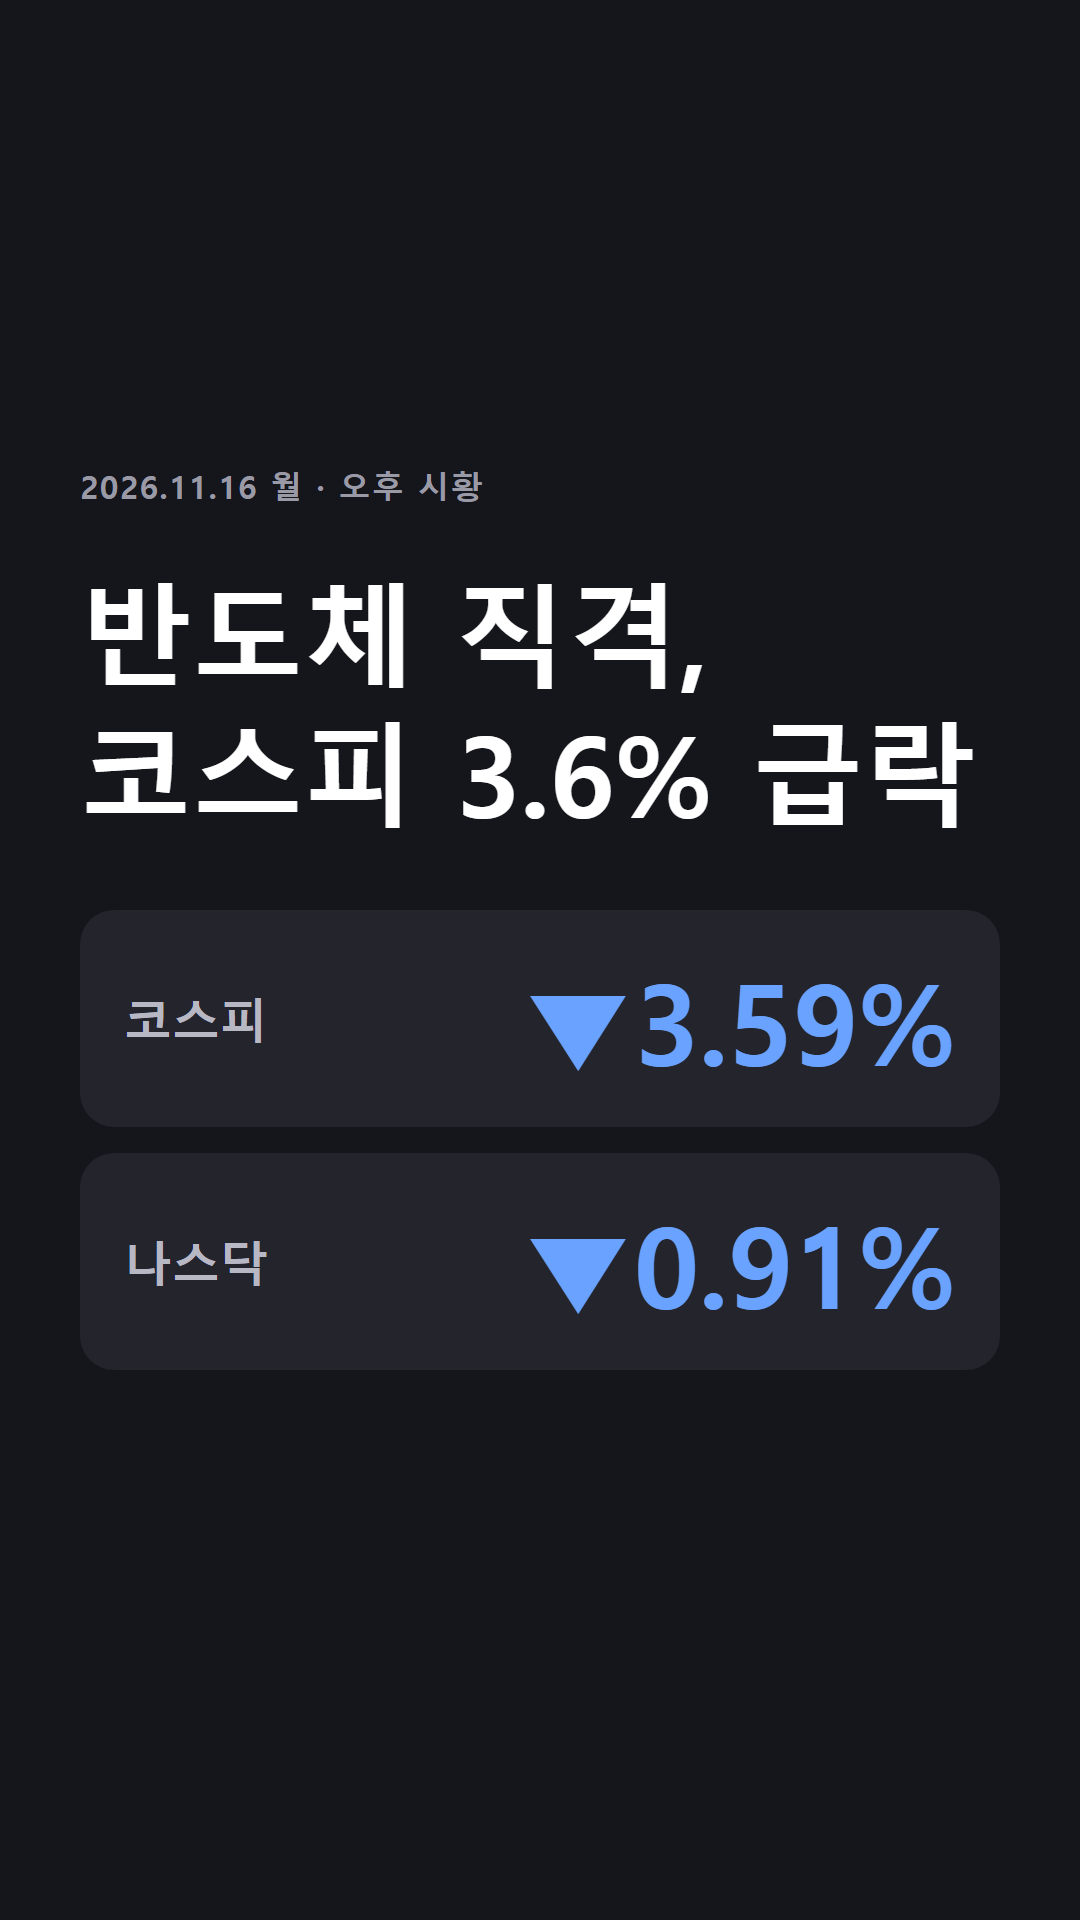 2026.11.16 월 · 오후 시황
반도체 직격,
코스피 3.6% 급락
코스피 ▼3.59%
나스닥 ▼0.91%